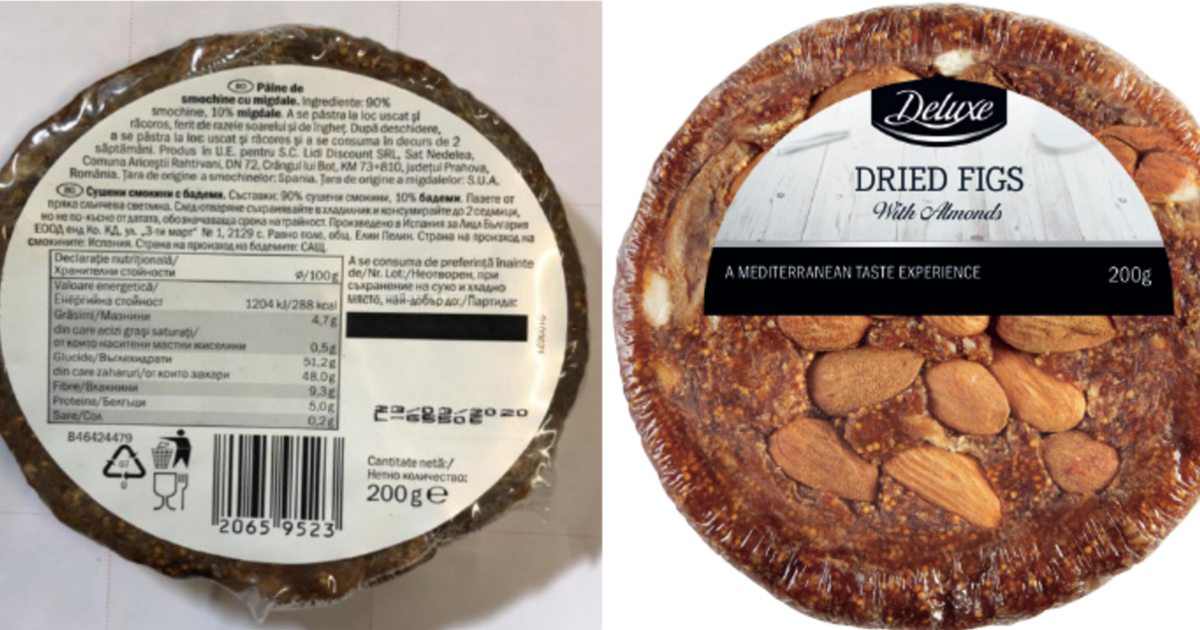 RO Pâine de
smochine cu migdale. Ingrediente: 90%
smochine, 10% migdale. A se păstra la loc uscat și
răcoros, ferit de razele soarelui și de îngheț. După deschidere,
a se păstra la loc uscat și răcoros și a se consuma în decurs de 2
săptămâni. Produs în U.E. pentru S.C. Lidl Discount SRL, Sat Nedelea,
Comuna Ariceștii Rahtivani, DN 72, Crângul lui Bot, KM 73+810, județul Prahova,
România. Țara de origine a smochinelor: Spania. Țara de origine a migdalelor: S.U.A.
BG Сушени смокини с бадеми. Съставки: 90% сушени смокини, 10% бадеми. Пазете от
пряка слънчева светлина. След отваряне съхранявайте в хладилник и консумирайте до 2 седмици,
но не по-късно от датата, обозначаваща срока на трайност. Произведено в Испания за Лидл България
ЕООД енд Ко. КД, ул. „3-ти март“ № 1, 2129 с. Равно поле, общ. Елин Пелин. Страна на произход на
смокините: Испания. Страна на произход на бадемите: САЩ.
Declarație nutrițională/
Хранителни стойности ø/100g
Valoare energetică/
Енергийна стойност 1204 kJ/288 kcal
Grăsimi/Мазнини 4,7g
din care acizi grași saturați/
от които наситени мастни киселини 0,5g
Glucide/Въглехидрати 51,2g
din care zaharuri/от които захари 48,0g
Fibre/Влакнини 9,3g
Proteine/Белтъци 5,0g
Sare/Сол 0,2g
A se consuma de preferință înainte
de/Nr. Lot:/Неотворен, при
съхранение на сухо и хладно
място, най-добър до:/Партида:
B46424479
07
2065 9523
Cantitate netă:/
Нетно количество:
200 g e
Deluxe
DRIED FIGS
With Almonds
A MEDITERRANEAN TASTE EXPERIENCE 200g